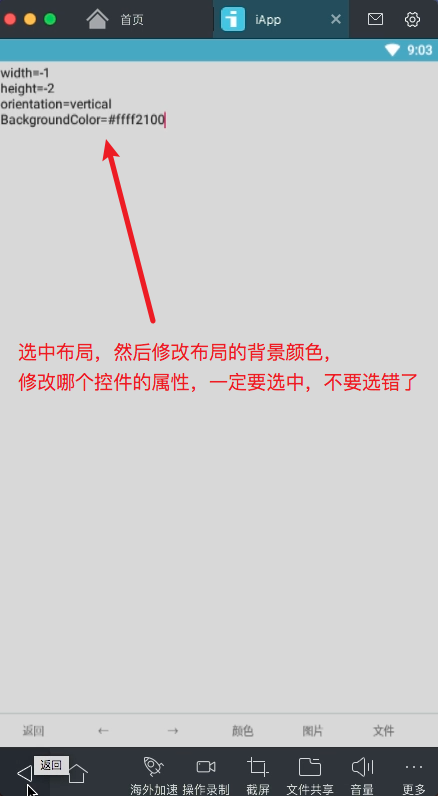 首页
iApp
9:03
width=-1
height=-2
orientation=vertical
BackgroundColor=#ffff2100
选中布局，然后修改布局的背景颜色，
修改哪个控件的属性，一定要选中，不要选错了
返回 ← → 颜色 图片 文件
返回
海外加速 操作录制 截屏 文件共享 音量 更多